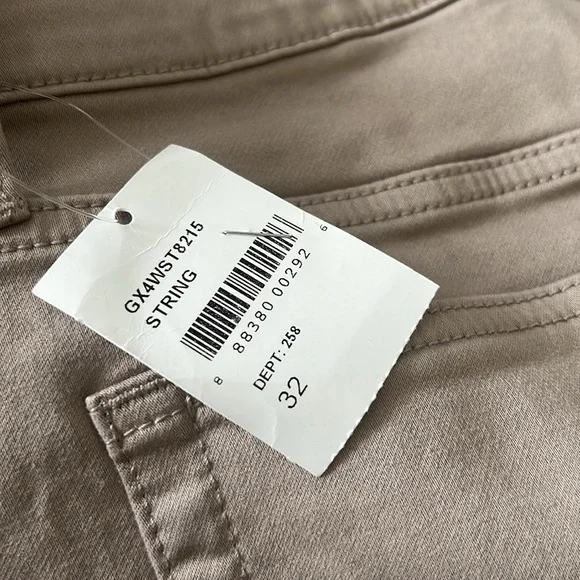 GX4WST8215
STRING
8 88380 00292 6
DEPT: 258
32